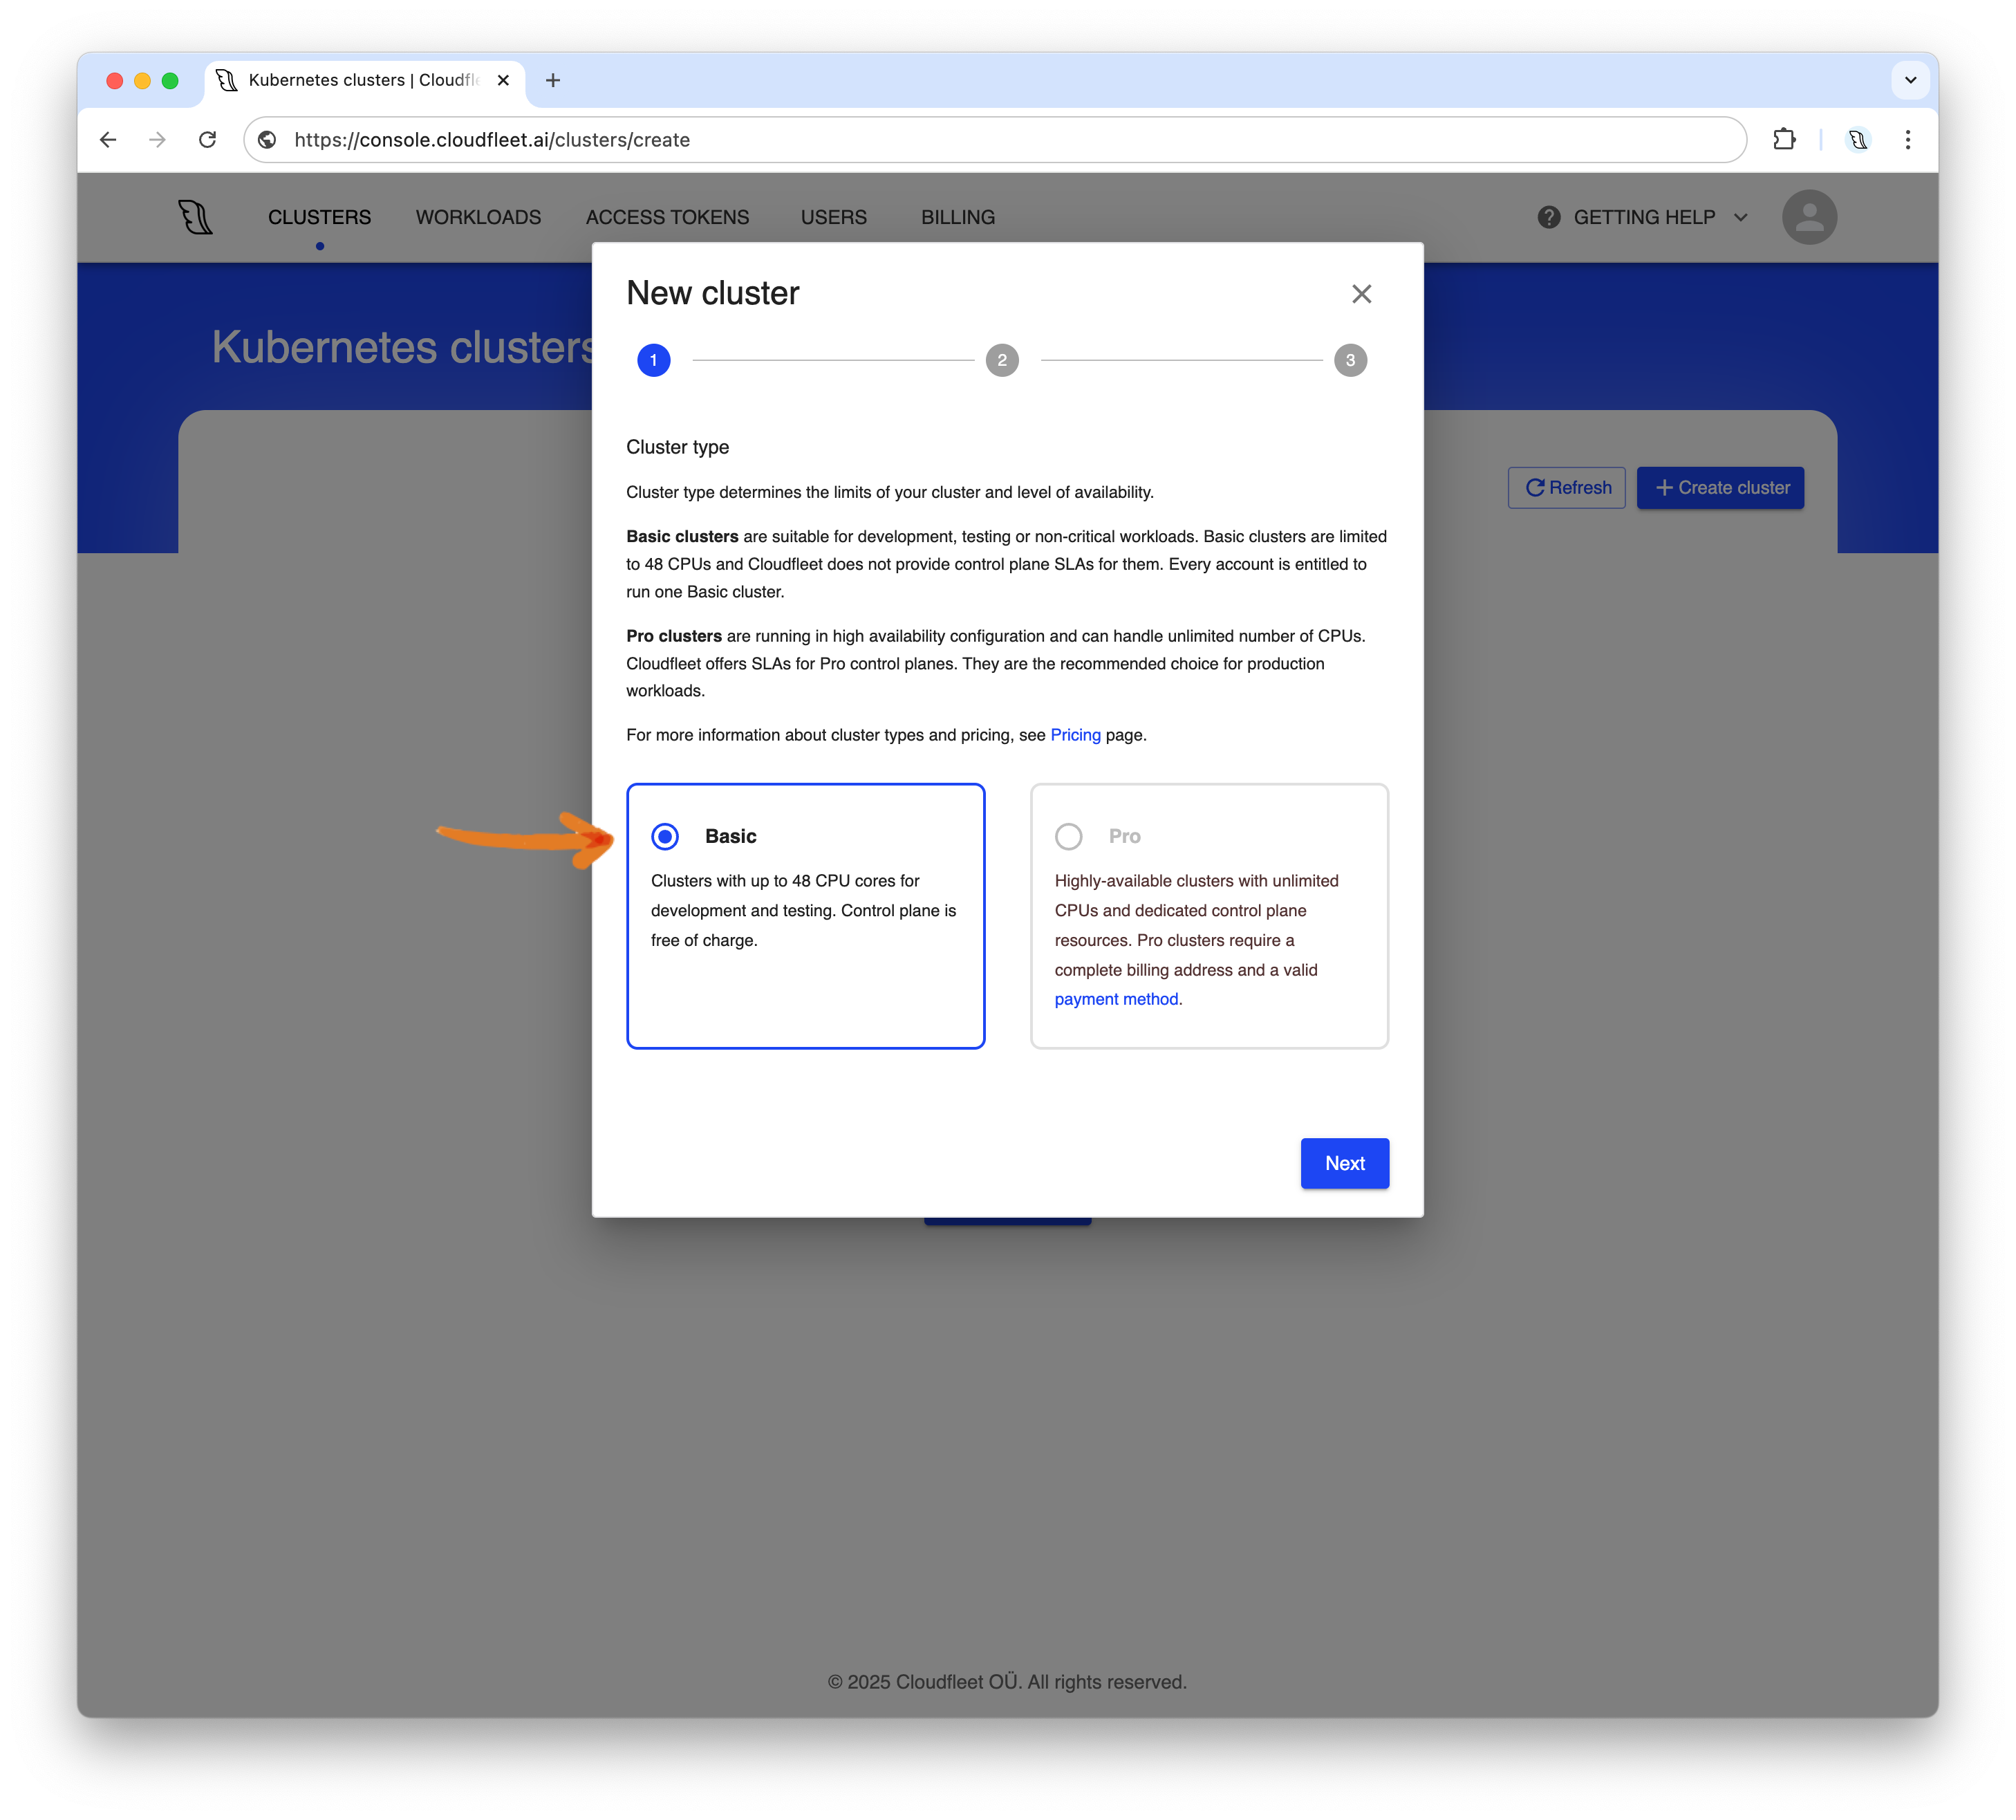 Kubernetes clusters | Cloudfle
https://console.cloudfleet.ai/clusters/create
CLUSTERS WORKLOADS ACCESS TOKENS USERS BILLING GETTING HELP
Kubernetes clusters
New cluster
1 2 3
Cluster type
Refresh Create cluster
Cluster type determines the limits of your cluster and level of availability.
Basic clusters are suitable for development, testing or non-critical workloads. Basic clusters are limited
to 48 CPUs and Cloudfleet does not provide control plane SLAs for them. Every account is entitled to
run one Basic cluster.
Pro clusters are running in high availability configuration and can handle unlimited number of CPUs.
Cloudfleet offers SLAs for Pro control planes. They are the recommended choice for production
workloads.
For more information about cluster types and pricing, see Pricing page.
Basic
Clusters with up to 48 CPU cores for
development and testing. Control plane is
free of charge.
Pro
Highly-available clusters with unlimited
CPUs and dedicated control plane
resources. Pro clusters require a
complete billing address and a valid
payment method.
Next
© 2025 Cloudfleet OÜ. All rights reserved.